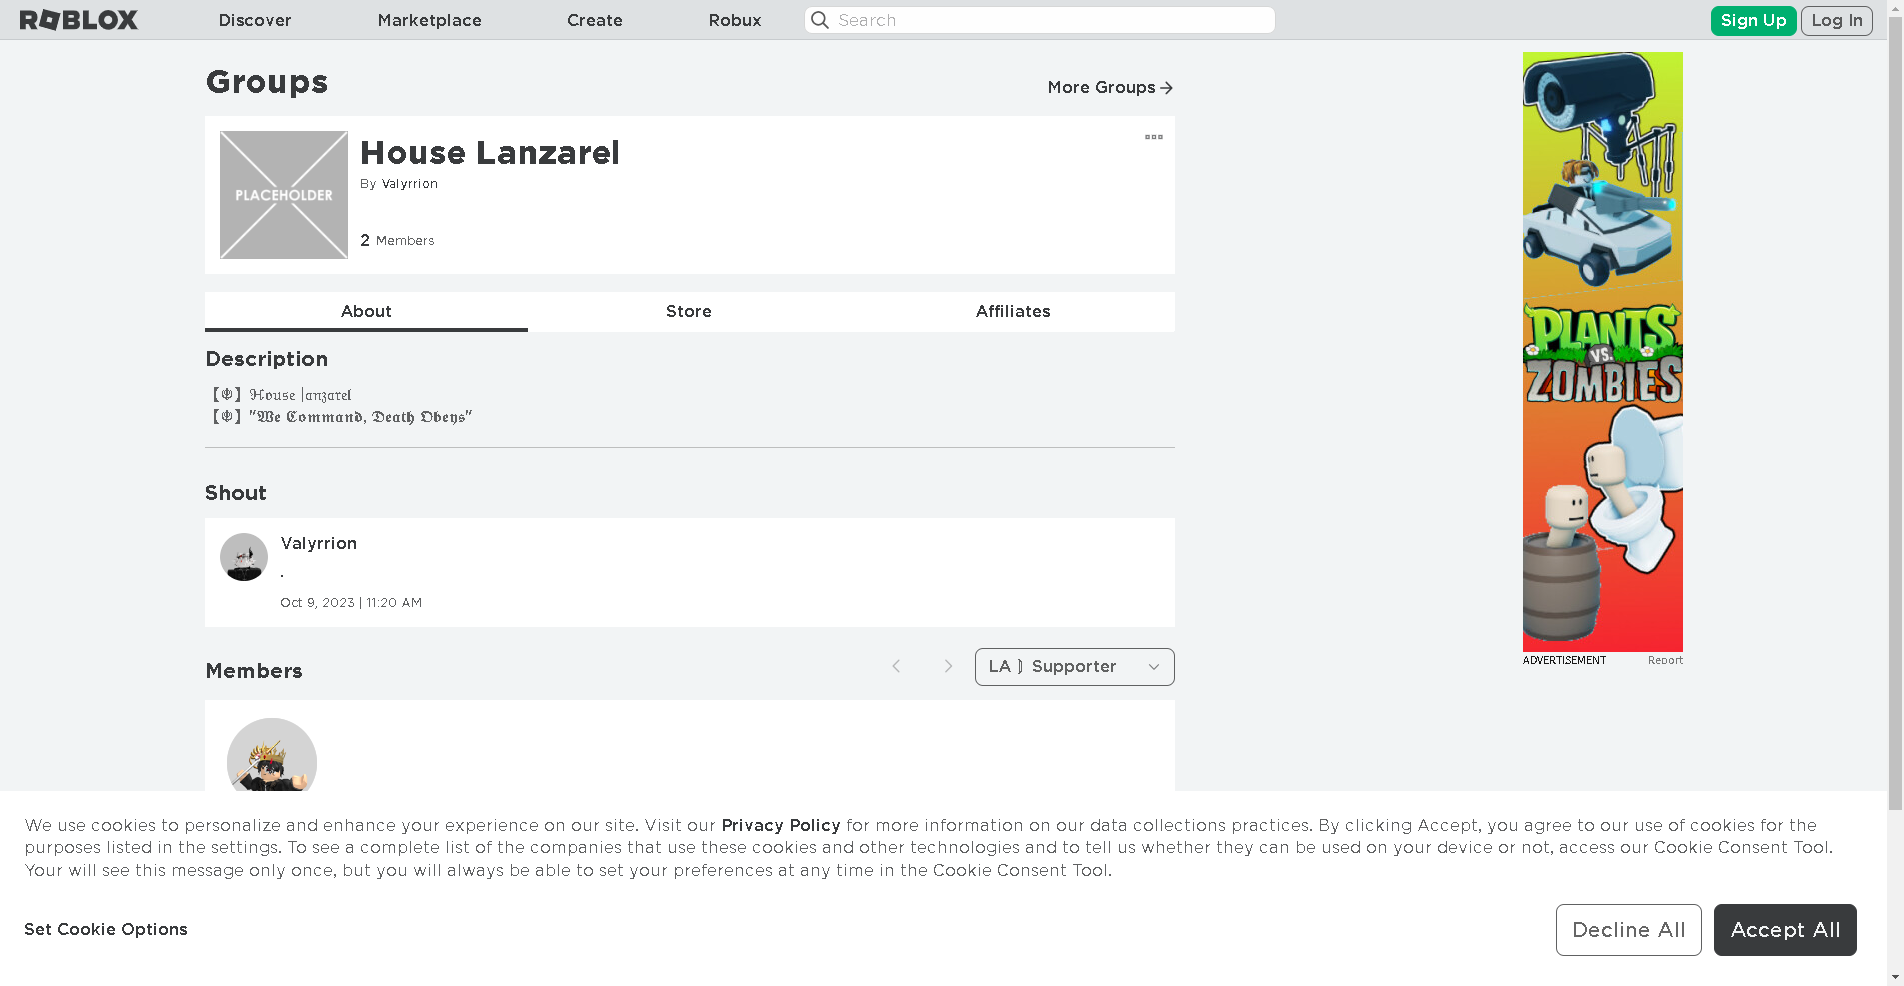 ROBLOX Discover Marketplace Create Robux Search Sign Up Log In
Groups
More Groups
PLACEHOLDER
House Lanzarel
By Valyrrion
2 Members
About Store Affiliates
Description
【☬】ℌ𝔬𝔲𝔰𝔢 𝔩𝔞𝔫𝔷𝔞𝔯𝔢𝔩
【☬】"𝖂𝖊 𝕮𝖔𝖒𝖒𝖆𝖓𝖉, 𝕯𝖊𝖆𝖙𝖍 𝕺𝖇𝖊𝖞𝖘"
Shout
Valyrrion
.
Oct 9, 2023 | 11:20 AM
Members
LA 】 Supporter
PLANTS
VS.
ZOMBIES
ADVERTISEMENT Report
We use cookies to personalize and enhance your experience on our site. Visit our Privacy Policy for more information on our data collections practices. By clicking Accept, you agree to our use of cookies for the
purposes listed in the settings. To see a complete list of the companies that use these cookies and other technologies and to tell us whether they can be used on your device or not, access our Cookie Consent Tool.
Your will see this message only once, but you will always be able to set your preferences at any time in the Cookie Consent Tool.
Set Cookie Options
Decline All
Accept All